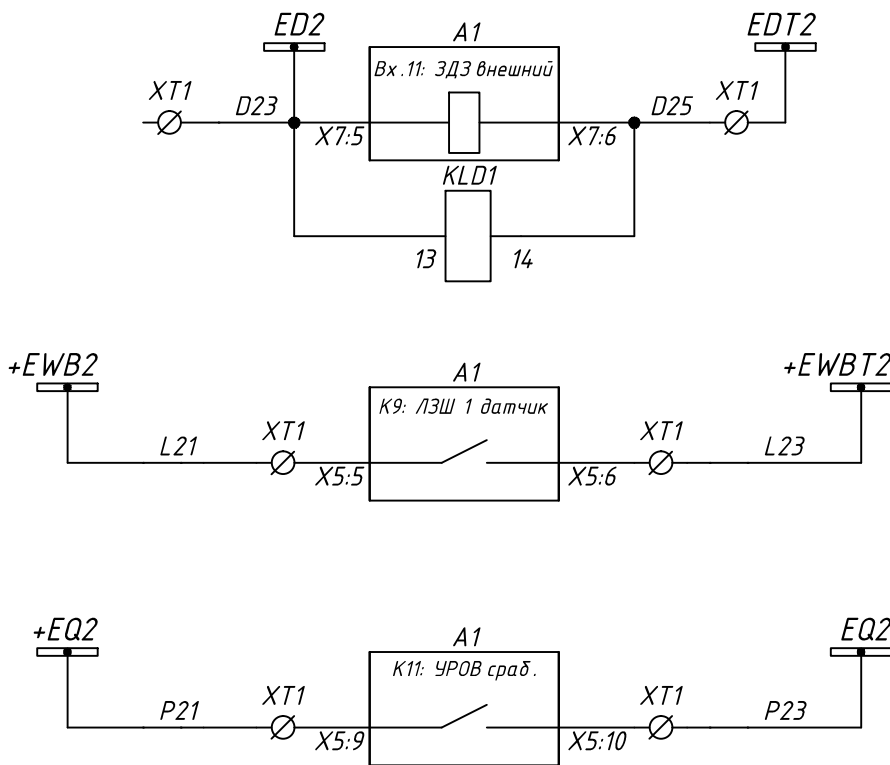 ED2
A1
EDT2
Вх.11: ЗДЗ внешний
XT1
D23
D25
XT1
X7:5
X7:6
KLD1
13
14
+EWB2
A1
+EWBT2
К9: ЛЗШ 1 датчик
L21
XT1
XT1
L23
X5:5
X5:6
+EQ2
A1
EQ2
К11: УРОВ сраб.
P21
XT1
XT1
P23
X5:9
X5:10